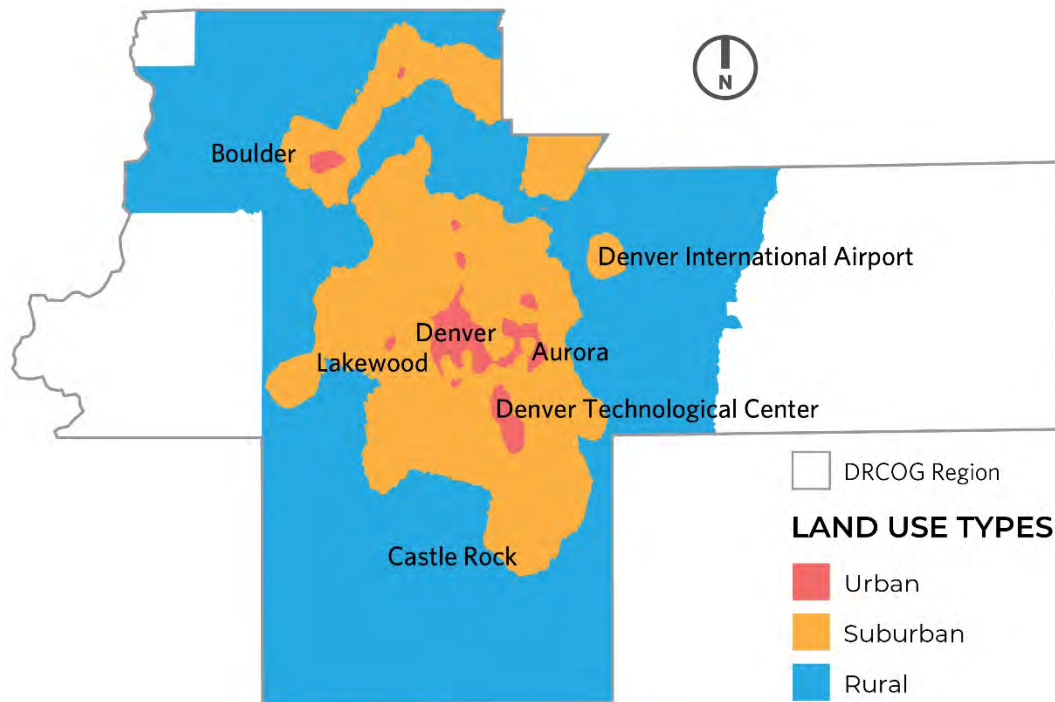 N
Boulder
Denver International Airport
Denver
Lakewood
Aurora
Denver Technological Center
Castle Rock
DRCOG Region
LAND USE TYPES
Urban
Suburban
Rural